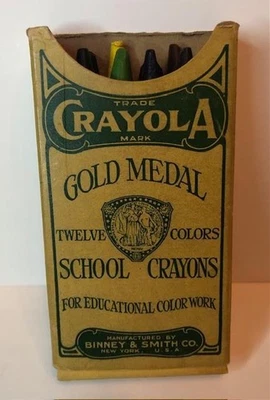 TRADE
CRAYOLA
MARK
GOLD MEDAL
TWELVE COLORS
SCHOOL CRAYONS
FOR EDUCATIONAL COLOR WORK
MANUFACTURED BY
BINNEY & SMITH CO.
NEW YORK, U.S.A.